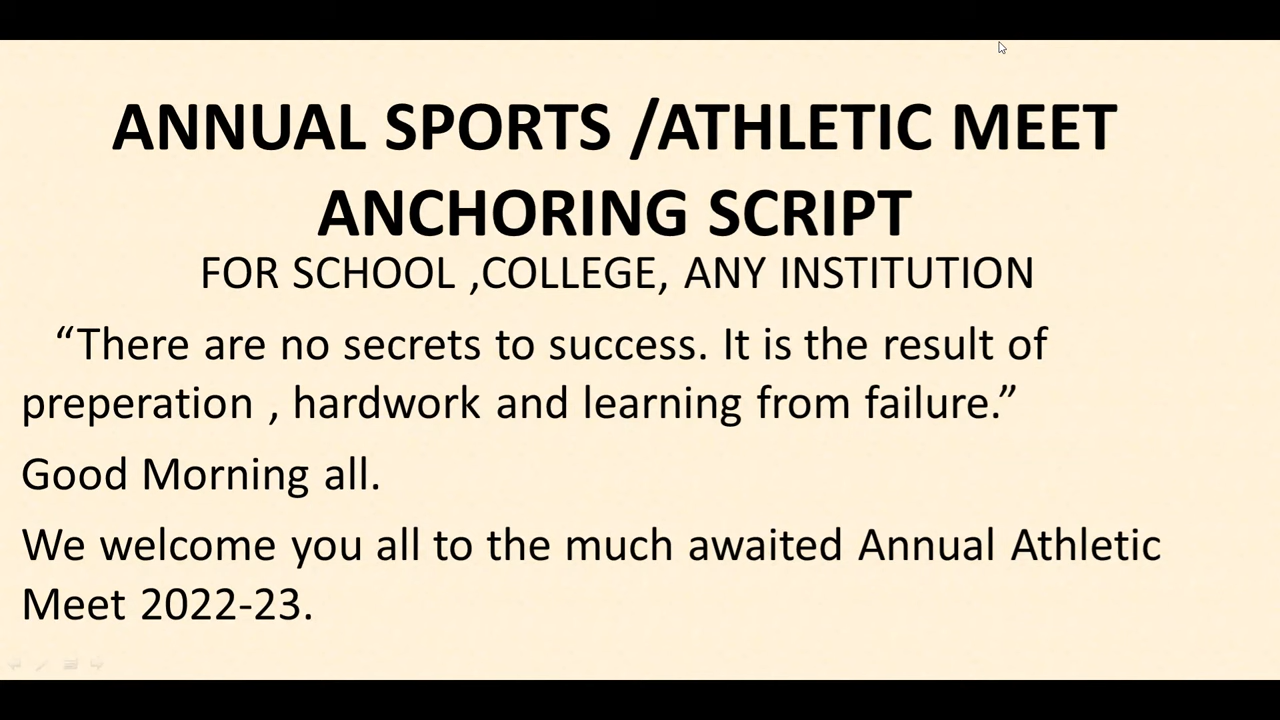 ANNUAL SPORTS /ATHLETIC MEET
ANCHORING SCRIPT
FOR SCHOOL ,COLLEGE, ANY INSTITUTION
“There are no secrets to success. It is the result of
preperation , hardwork and learning from failure.”
Good Morning all.
We welcome you all to the much awaited Annual Athletic
Meet 2022-23.